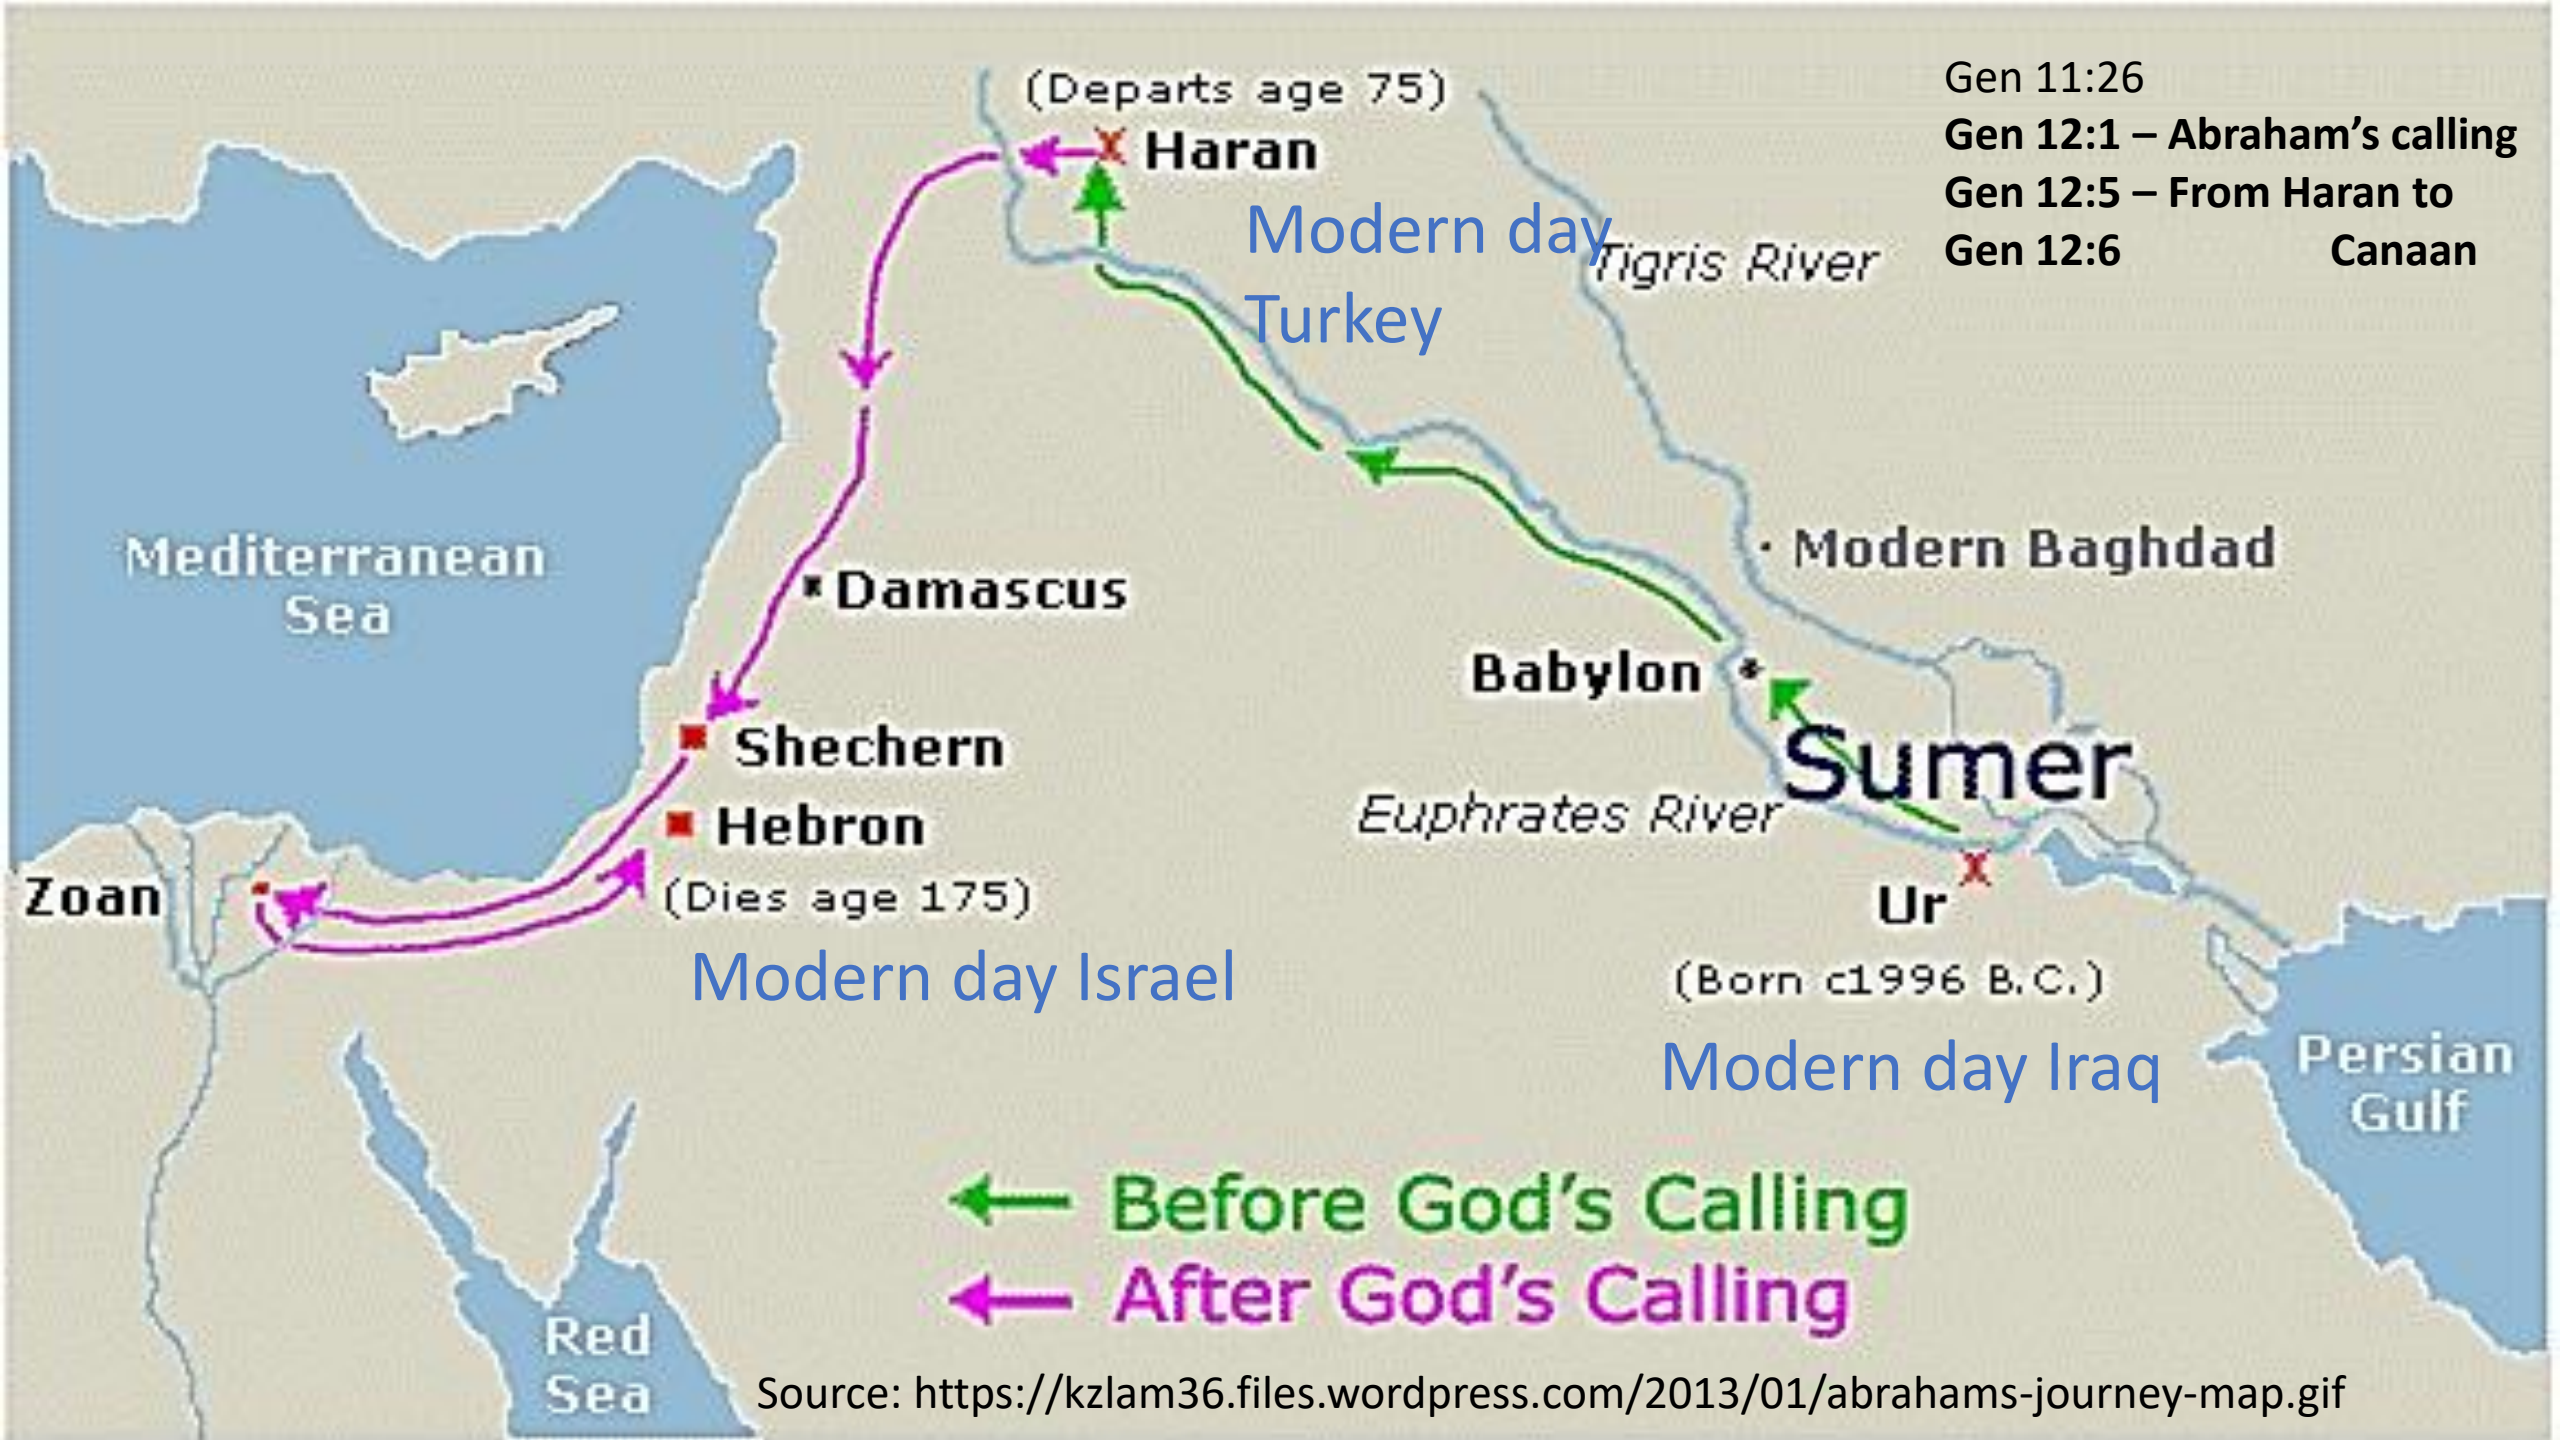 (Departs age 75)
Haran
Gen 11:26
Gen 12:1 – Abraham’s calling
Gen 12:5 – From Haran to
Gen 12:6 Canaan
Modern day
Turkey
Tigris River
Mediterranean
Sea
Damascus
Modern Baghdad
Babylon
Shechern
Sumer
Hebron
Euphrates River
Zoan
(Dies age 175)
Ur
(Born c1996 B.C.)
Modern day Israel
Modern day Iraq
Persian
Gulf
Before God’s Calling
After God’s Calling
Red
Sea
Source: https://kzlam36.files.wordpress.com/2013/01/abrahams-journey-map.gif